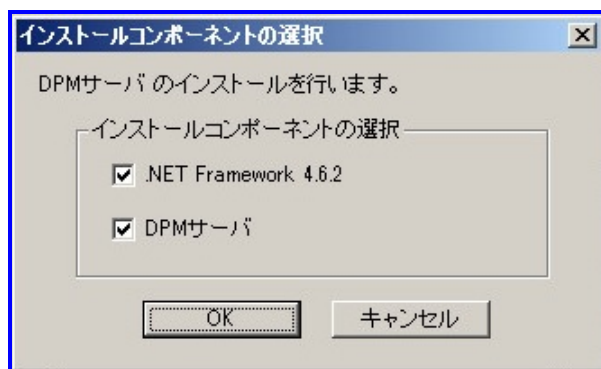 インストールコンポーネントの選択
DPMサーバ のインストールを行います。
インストールコンポーネントの選択
.NET Framework 4.6.2
DPMサーバ
OK
キャンセル